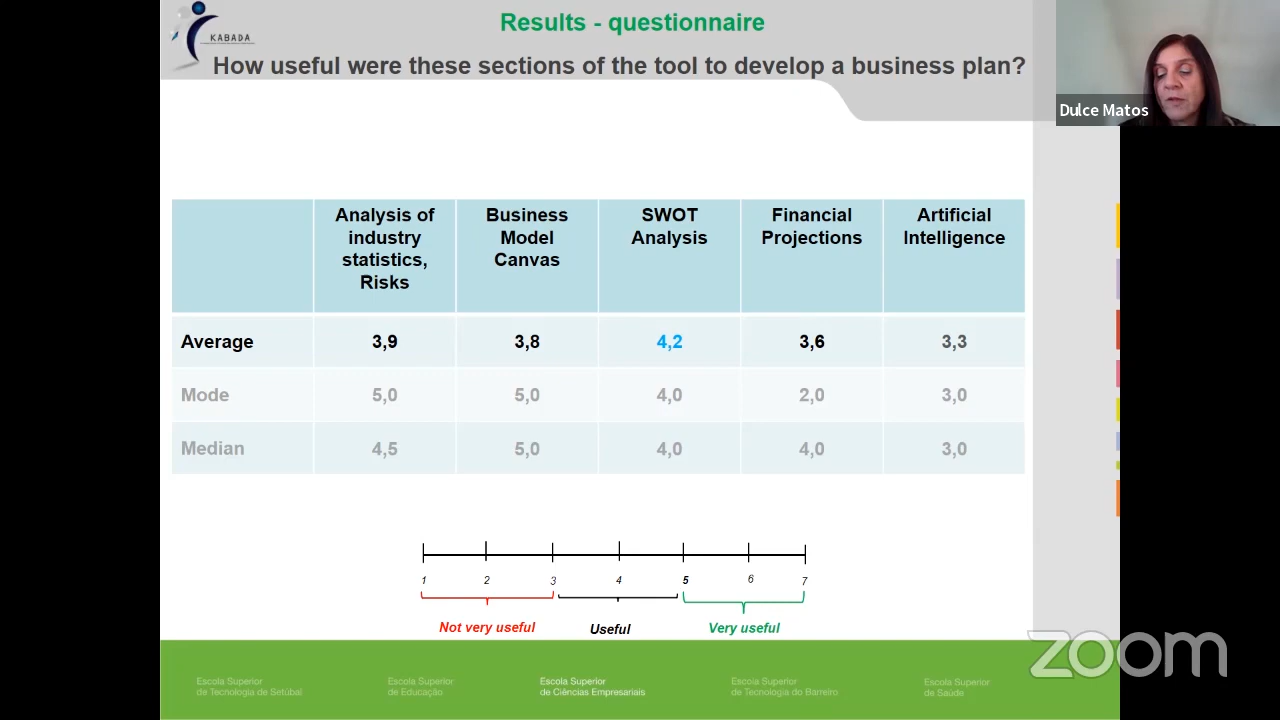 Results - questionnaire
KABADA
How useful were these sections of the tool to develop a business plan?
Dulce Matos
Analysis of
industry
statistics,
Risks
Business
Model
Canvas
SWOT
Analysis
Financial
Projections
Artificial
Intelligence
Average 3,9 3,8 4,2 3,6 3,3
Mode 5,0 5,0 4,0 2,0 3,0
Median 4,5 5,0 4,0 4,0 3,0
1 2 3 4 5 6 7
Not very useful Useful Very useful
zoom
Escola Superior
de Tecnologia de Setúbal
Escola Superior
de Educação
Escola Superior
de Ciências Empresariais
Escola Superior
de Tecnologia do Barreiro
Escola Superior
de Saúde